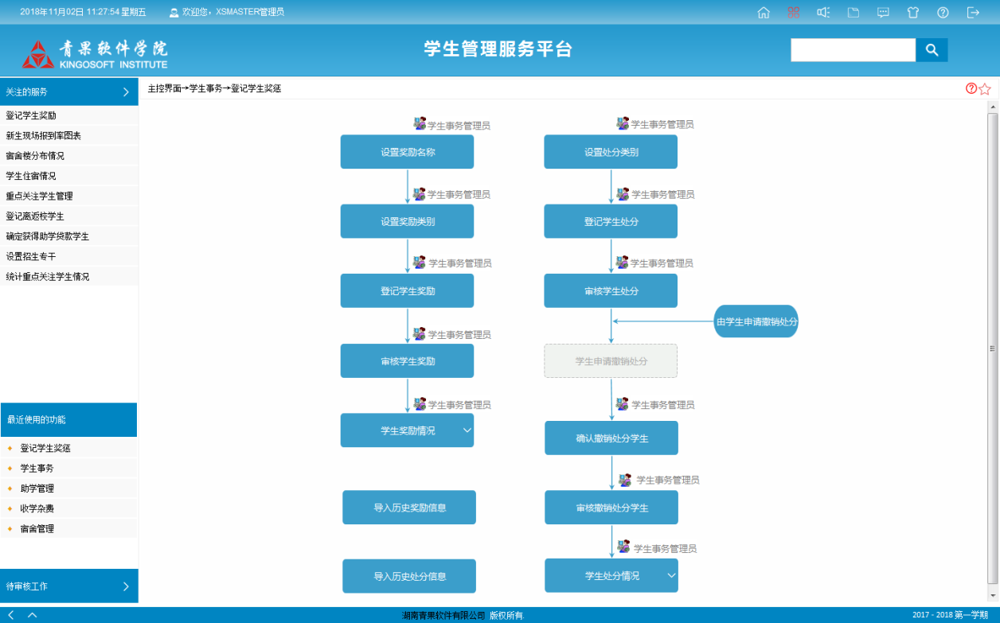 2018年11月02日 11:27:54 星期五
欢迎您，XSMASTER管理员
青果软件学院
KINGOSOFT INSTITUTE
学生管理服务平台
关注的服务
主控界面→学生事务→登记学生奖惩
登记学生奖励
新生现场报到率图表
宿舍楼分布情况
学生住宿情况
重点关注学生管理
登记离返校学生
确定获得助学贷款学生
设置招生专干
统计重点关注学生情况
最近使用的功能
登记学生奖惩
学生事务
助学管理
收学杂费
宿舍管理
待审核工作
学生事务管理员
设置奖励名称
学生事务管理员
设置奖励类别
学生事务管理员
登记学生奖励
学生事务管理员
审核学生奖励
学生事务管理员
学生奖励情况
导入历史奖励信息
导入历史处分信息
学生事务管理员
设置处分类别
学生事务管理员
登记学生处分
学生事务管理员
审核学生处分
由学生申请撤销处分
学生申请撤销处分
学生事务管理员
确认撤销处分学生
学生事务管理员
审核撤销处分学生
学生事务管理员
学生处分情况
湖南青果软件有限公司 版权所有.
2017 - 2018 第一学期